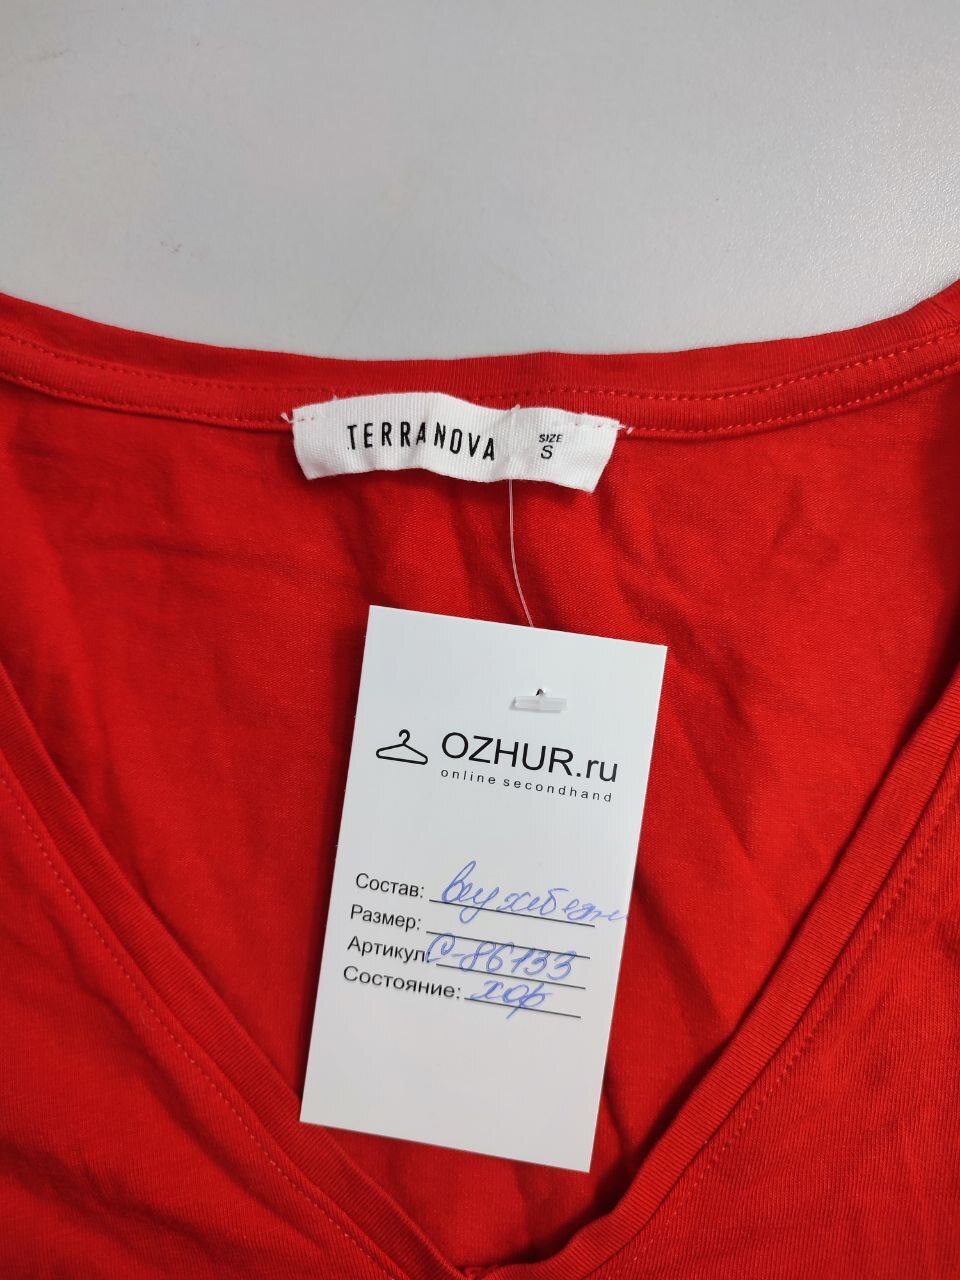 TERRANOVA
SIZE
S
OZHUR.ru
online secondhand
Состав:
Размер:
Артикул: С-86133
Состояние: хор